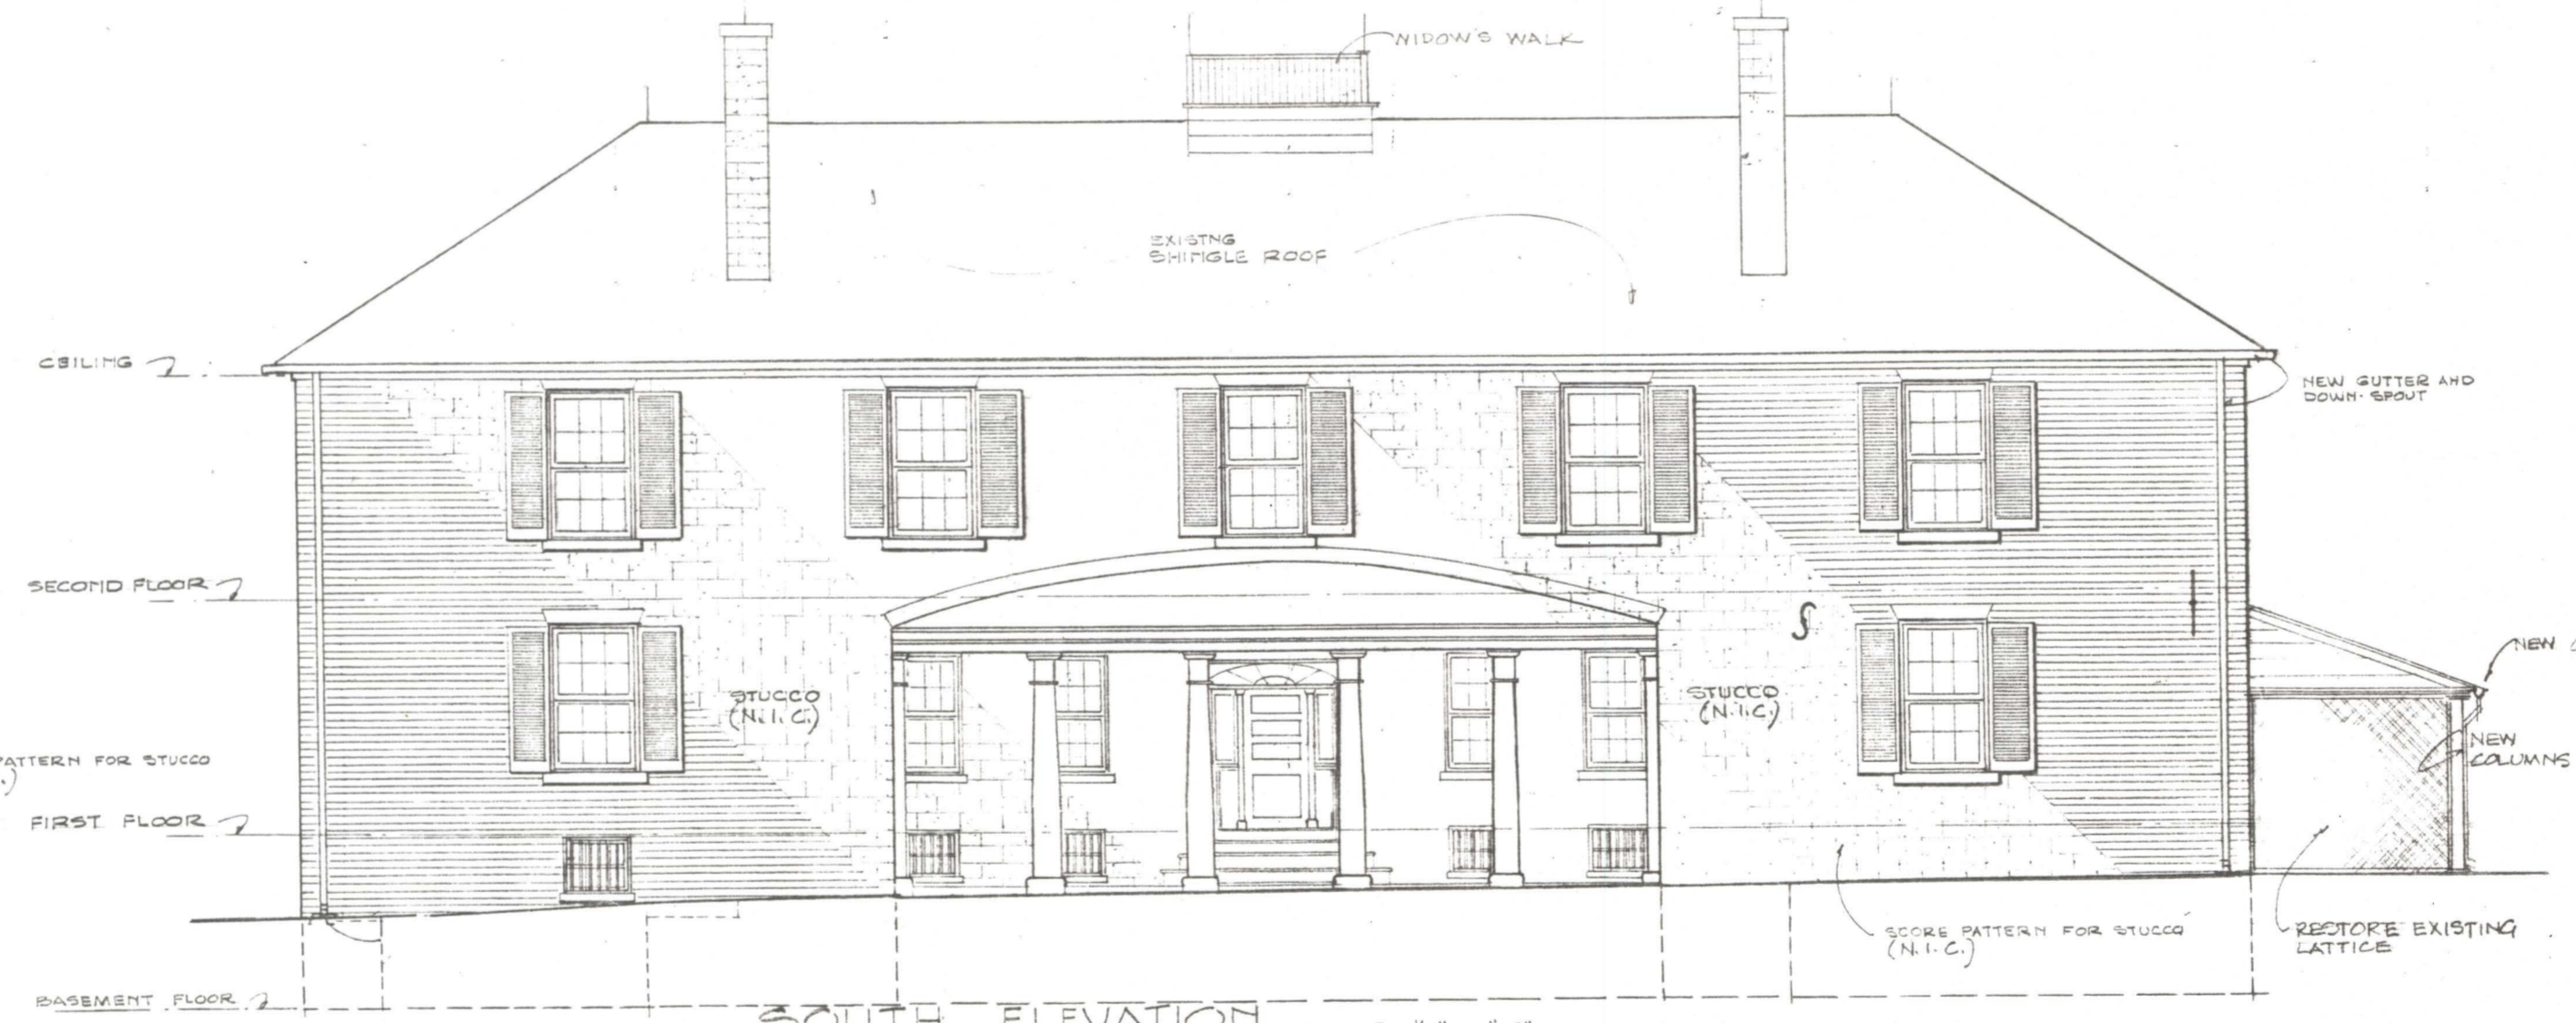 WIDOW'S WALK
EXISTNG
SHINGLE ROOF
CEILING
NEW GUTTER AND
DOWN-SPOUT
SECOND FLOOR
NEW
STUCCO
(N.I.C.)
STUCCO
(N.I.C.)
NEW
COLUMNS
PATTERN FOR STUCCO
FIRST FLOOR
SCORE PATTERN FOR STUCCO
(N.I.C.)
RESTORE EXISTING
LATTICE
BASEMENT FLOOR
SOUTH ELEVATION